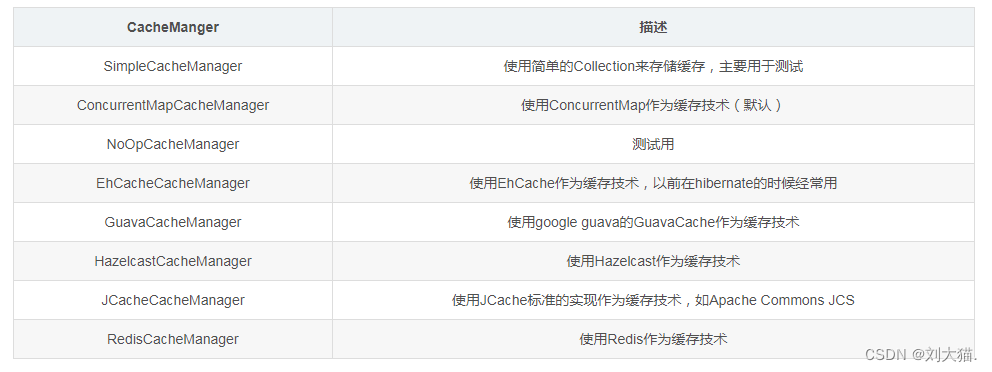 CacheManger 描述
SimpleCacheManager 使用简单的Collection来存储缓存，主要用于测试
ConcurrentMapCacheManager 使用ConcurrentMap作为缓存技术（默认）
NoOpCacheManager 测试用
EhCacheCacheManager 使用EhCache作为缓存技术，以前在hibernate的时候经常用
GuavaCacheManager 使用google guava的GuavaCache作为缓存技术
HazelcastCacheManager 使用Hazelcast作为缓存技术
JCacheCacheManager 使用JCache标准的实现作为缓存技术，如Apache Commons JCS
RedisCacheManager 使用Redis作为缓存技术
CSDN @刘大猫.